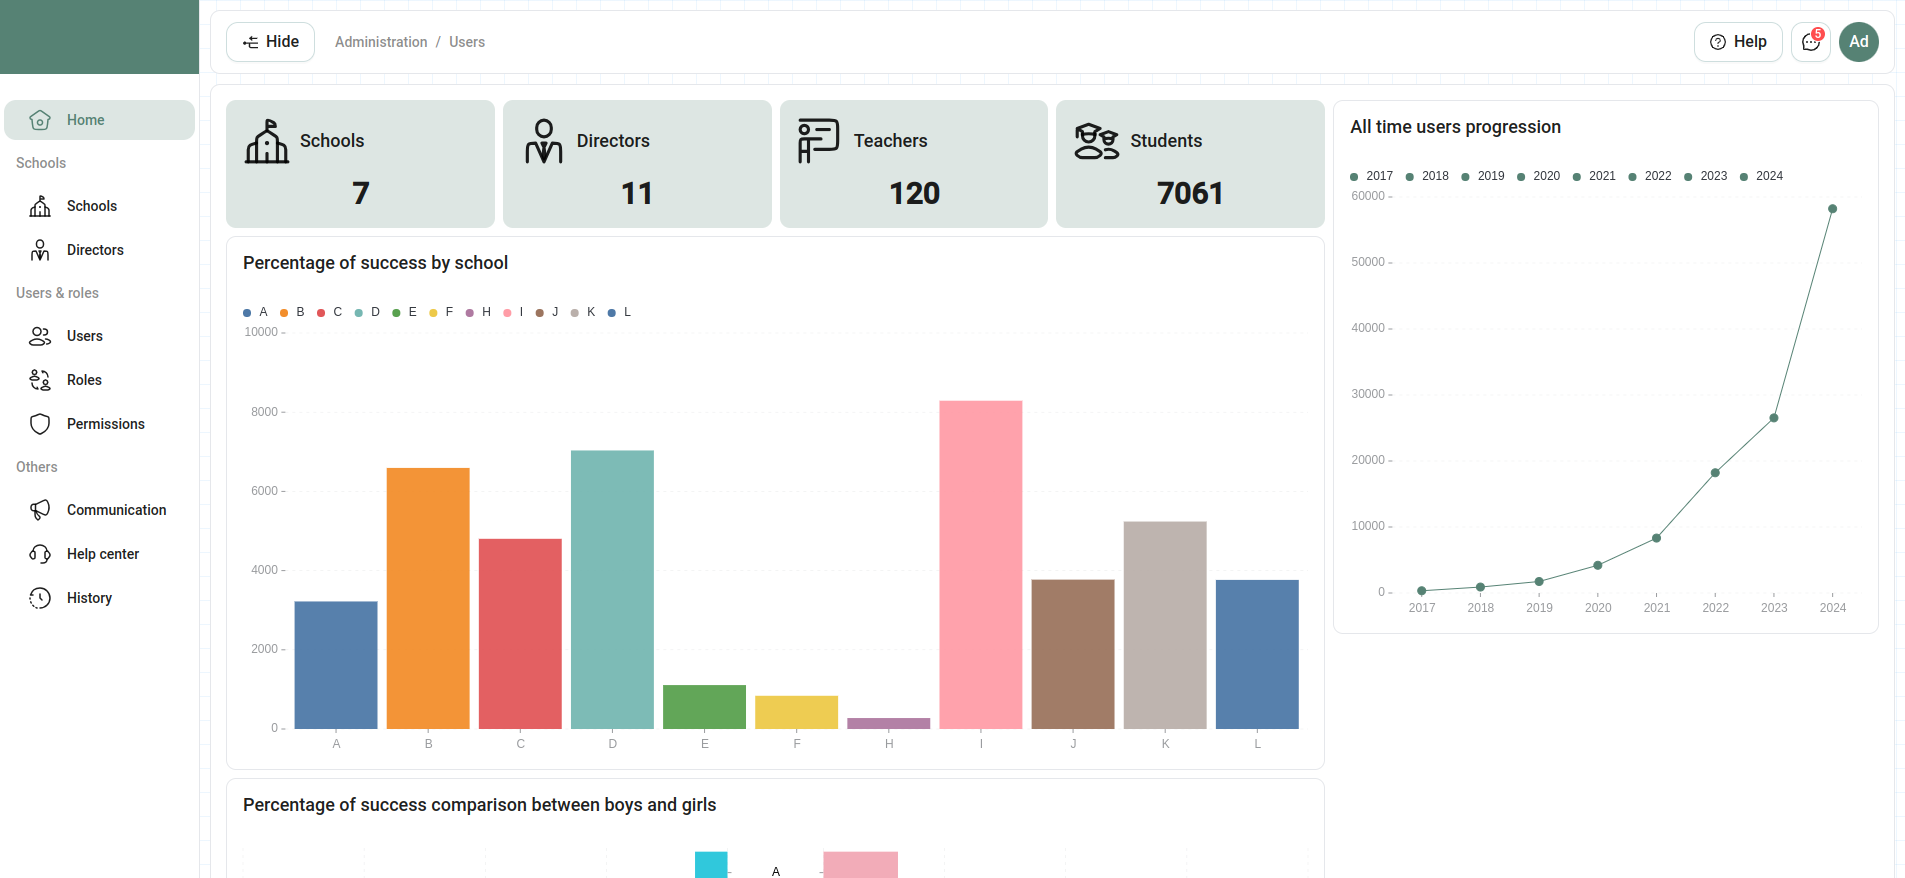 Hide
Administration / Users
Help
5
Ad
Home
Schools
Schools
Directors
Users & roles
Users
Roles
Permissions
Others
Communication
Help center
History
Schools
7
Directors
11
Teachers
120
Students
7061
Percentage of success by school
A B C D E F H I J K L
10000
8000
6000
4000
2000
0
A B C D E F H I J K L
Percentage of success comparison between boys and girls
A
All time users progression
2017 2018 2019 2020 2021 2022 2023 2024
60000
50000
40000
30000
20000
10000
0
2017 2018 2019 2020 2021 2022 2023 2024